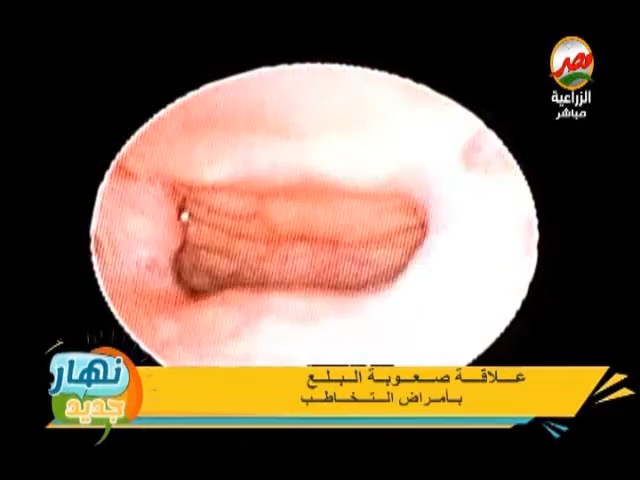 مصر
الزراعية
مباشر
علاقة صعوبة البلع
بأمراض التخاطب
نهار
جديد